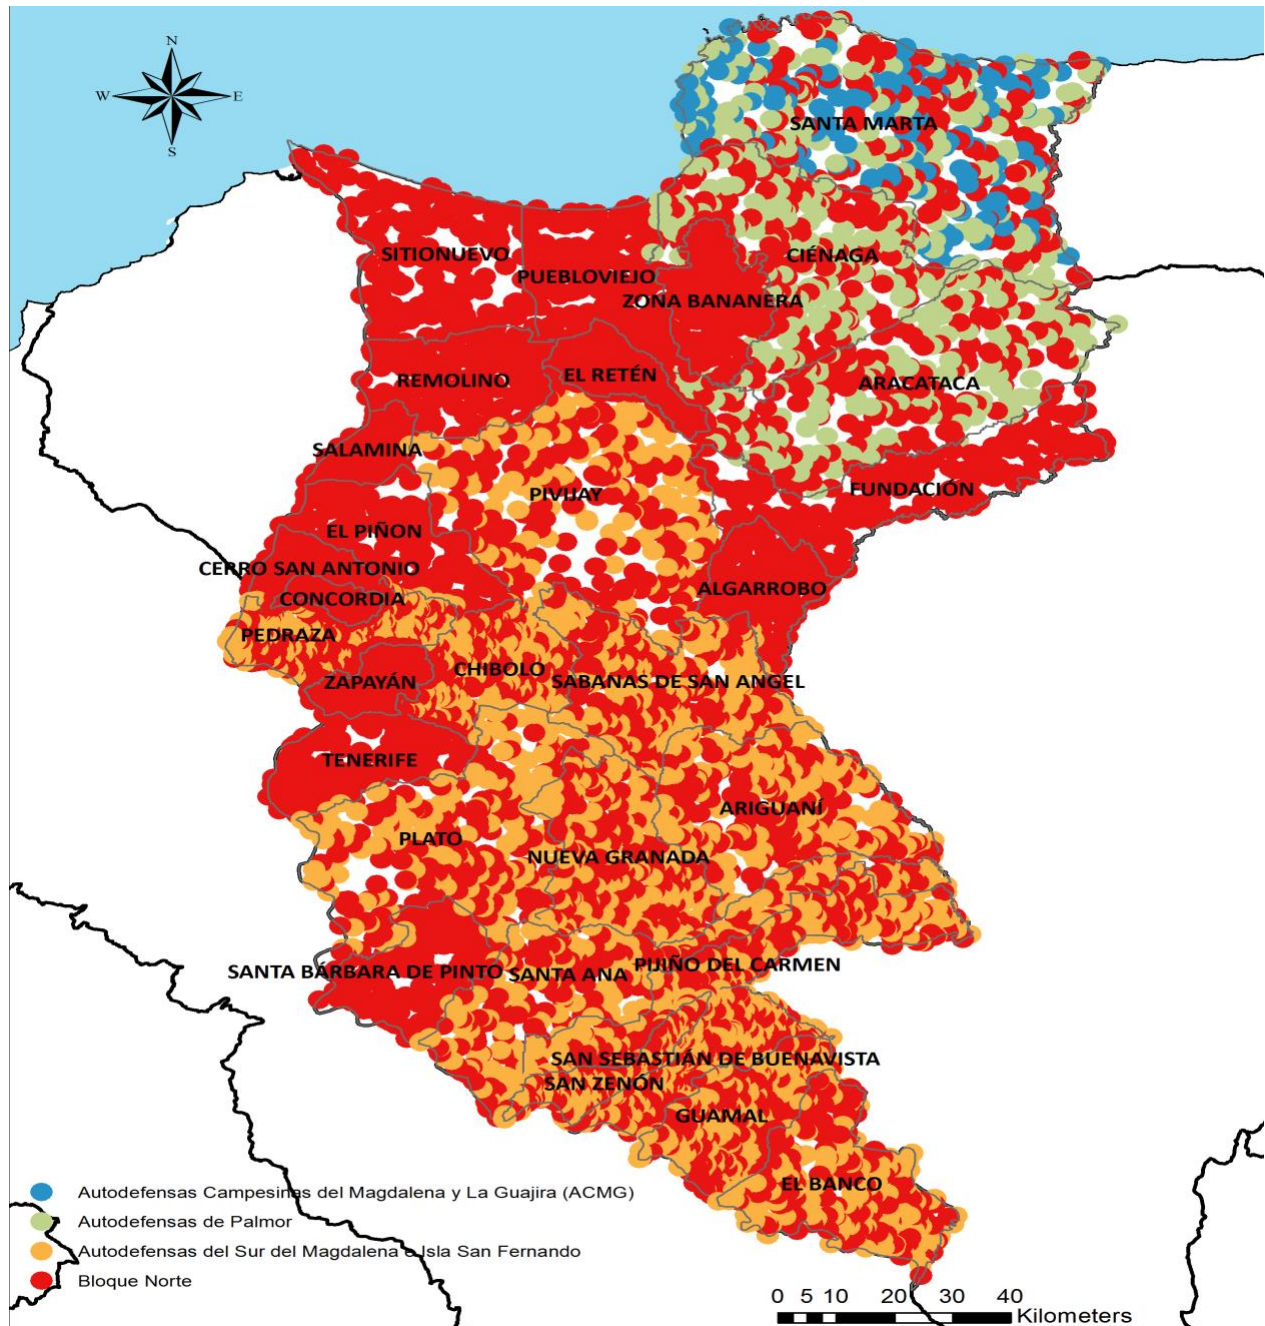 N
W E
S
SANTA MARTA
SITIONUEVO
CIÉNAGA
PUEBLOVIEJO
ZONA BANANERA
REMOLINO
EL RETÉN
ARACATACA
SALAMINA
FUNDACIÓN
PIVIJAY
EL PIÑON
CERRO SAN ANTONIO
ALGARROBO
CONCORDIA
PEDRAZA
CHIBOLO
ZAPAYÁN
SABANAS DE SAN ANGEL
TENERIFE
ARIGUANÍ
PLATO
NUEVA GRANADA
PIJIÑO DEL CARMEN
SANTA BÁRBARA DE PINTO
SANTA ANA
SAN SEBASTIÁN DE BUENAVISTA
SAN ZENÓN
GUAMAL
EL BANCO
Autodefensas Campesinas del Magdalena y La Guajira (ACMG)
Autodefensas de Palmor
Autodefensas del Sur del Magdalena e Isla San Fernando
Bloque Norte
0 5 10 20 30 40
Kilometers